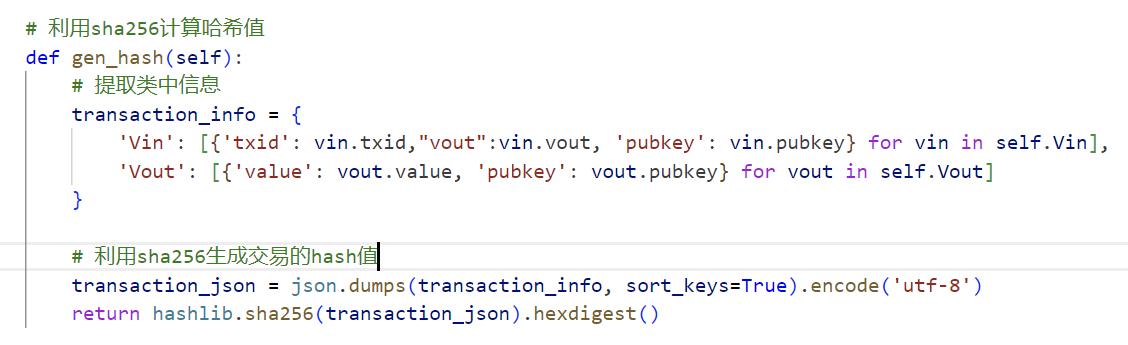 # 利用sha256计算哈希值
def gen_hash(self):
# 提取类中信息
transaction_info = {
'Vin': [{'txid': vin.txid,"vout":vin.vout, 'pubkey': vin.pubkey} for vin in self.Vin],
'Vout': [{'value': vout.value, 'pubkey': vout.pubkey} for vout in self.Vout]
}
# 利用sha256生成交易的hash值
transaction_json = json.dumps(transaction_info, sort_keys=True).encode('utf-8')
return hashlib.sha256(transaction_json).hexdigest()